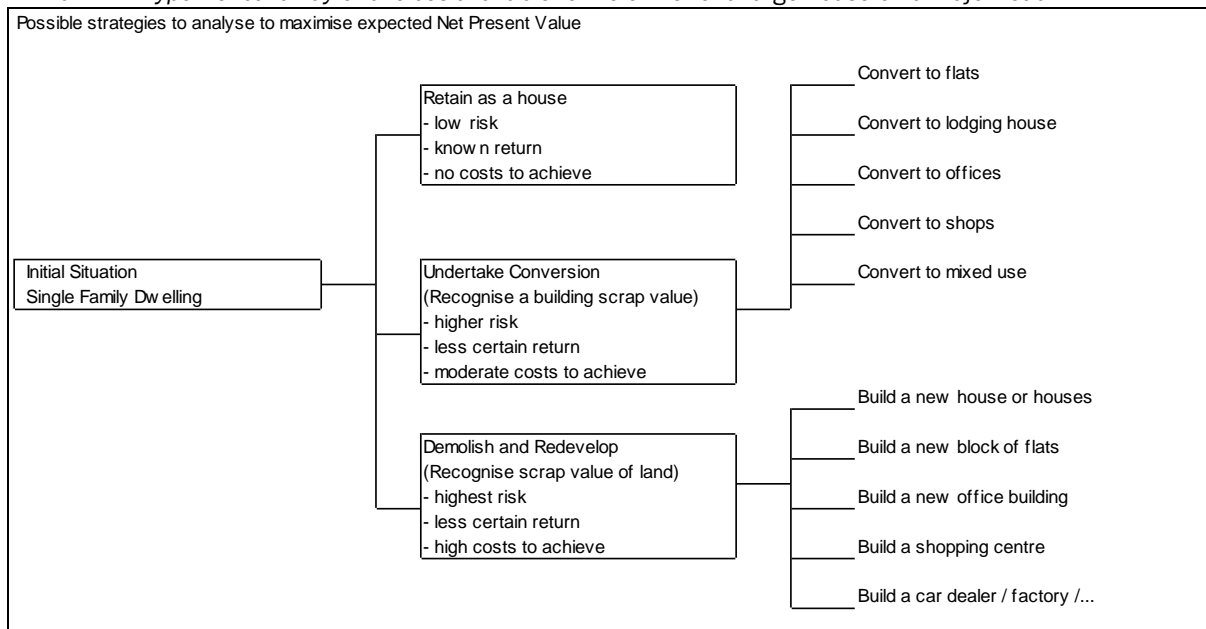 Possible strategies to analyse to maximise expected Net Present Value
Convert to flats
Retain as a house
- low risk
- known return
- no costs to achieve
Convert to lodging house
Convert to offices
Convert to shops
Initial Situation
Single Family Dwelling
Undertake Conversion
(Recognise a building scrap value)
- higher risk
- less certain return
- moderate costs to achieve
Convert to mixed use
Build a new house or houses
Demolish and Redevelop
(Recognise scrap value of land)
- highest risk
- less certain return
- high costs to achieve
Build a new block of flats
Build a new office building
Build a shopping centre
Build a car dealer / factory /...